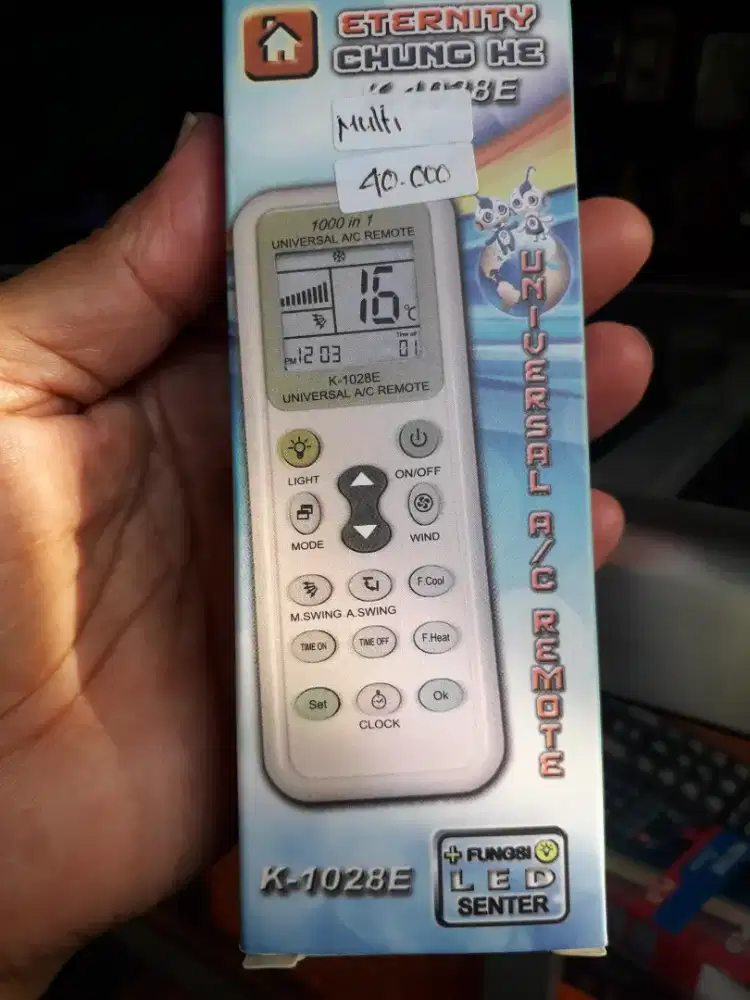 ETERNITY
CHUNG HE
Multi
40.000
1000 in 1
UNIVERSAL A/C REMOTE
16 °C
PM 12 03
01
K-1028E
UNIVERSAL A/C REMOTE
LIGHT
ON/OFF
MODE
WIND
F.Cool
M.SWING A.SWING
TIME ON
TIME OFF
F.Heat
Set
Ok
CLOCK
UNIVERSAL A/C REMOTE
K-1028E
+ FUNGSI
LED
SENTER